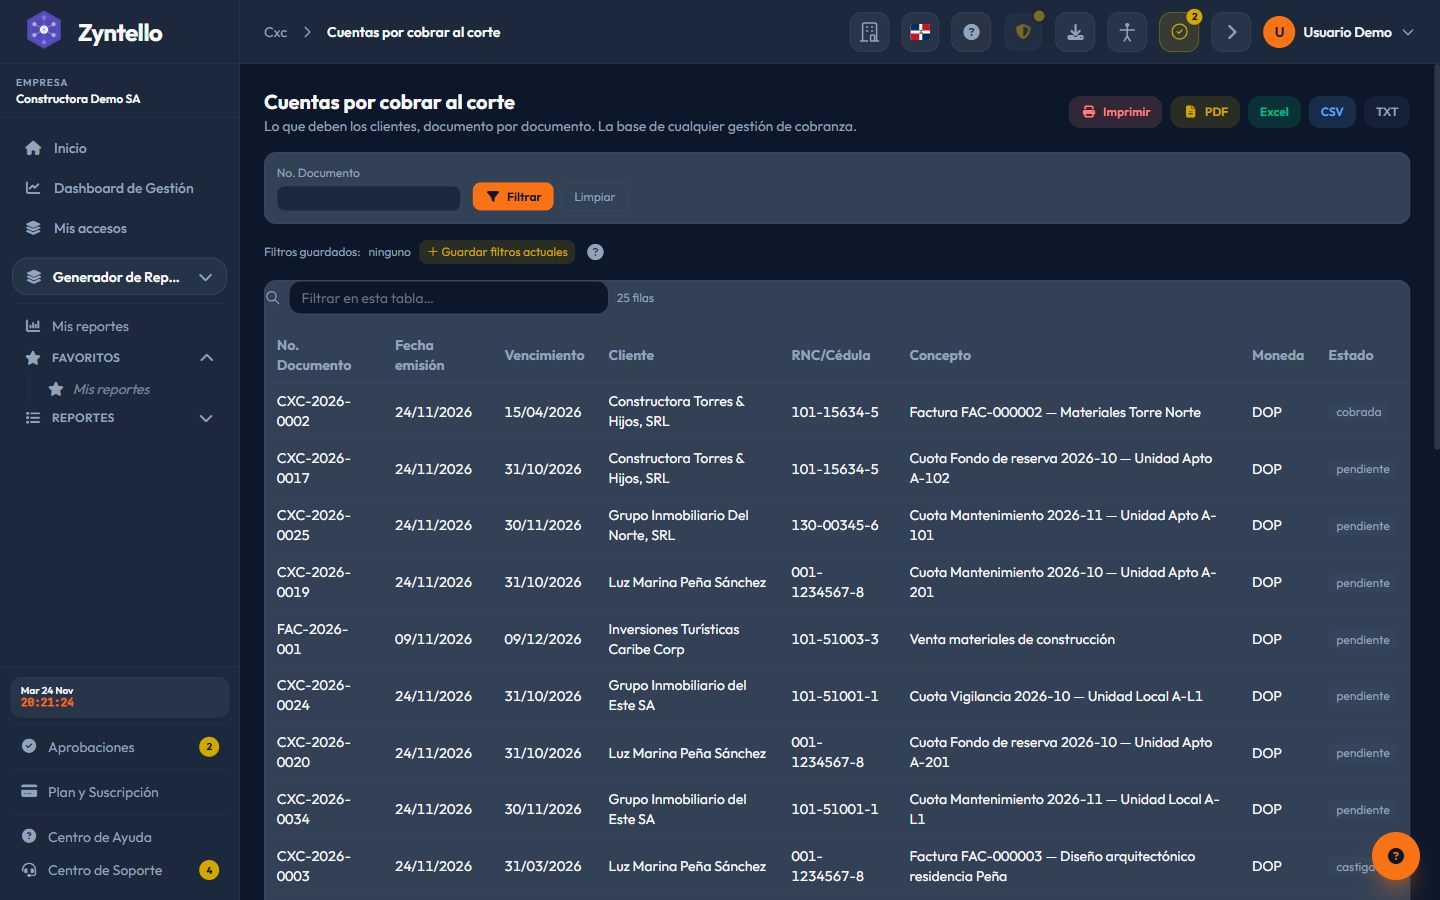 Zyntello
Cxc
Cuentas por cobrar al corte
2
U
Usuario Demo
EMPRESA
Constructora Demo SA
Inicio
Dashboard de Gestión
Mis accesos
Generador de Rep...
Mis reportes
FAVORITOS
Mis reportes
REPORTES
Mar 24 Nov
20:21:24
Aprobaciones
2
Plan y Suscripción
Centro de Ayuda
Centro de Soporte
4
Cuentas por cobrar al corte
Lo que deben los clientes, documento por documento. La base de cualquier gestión de cobranza.
Imprimir
PDF
Excel
CSV
TXT
No. Documento
Filtrar
Limpiar
Filtros guardados: ninguno
+ Guardar filtros actuales
?
Filtrar en esta tabla...
25 filas
No. Documento
Fecha emisión
Vencimiento
Cliente
RNC/Cédula
Concepto
Moneda
Estado
CXC-2026-0002 24/11/2026 15/04/2026 Constructora Torres & Hijos, SRL 101-15634-5 Factura FAC-000002 — Materiales Torre Norte DOP cobrada
CXC-2026-0017 24/11/2026 31/10/2026 Constructora Torres & Hijos, SRL 101-15634-5 Cuota Fondo de reserva 2026-10 — Unidad Apto A-102 DOP pendiente
CXC-2026-0025 24/11/2026 30/11/2026 Grupo Inmobiliario Del Norte, SRL 130-00345-6 Cuota Mantenimiento 2026-11 — Unidad Apto A-101 DOP pendiente
CXC-2026-0019 24/11/2026 31/10/2026 Luz Marina Peña Sánchez 001-1234567-8 Cuota Mantenimiento 2026-10 — Unidad Apto A-201 DOP pendiente
FAC-2026-001 09/11/2026 09/12/2026 Inversiones Turísticas Caribe Corp 101-51003-3 Venta materiales de construcción DOP pendiente
CXC-2026-0024 24/11/2026 31/10/2026 Grupo Inmobiliario del Este SA 101-51001-1 Cuota Vigilancia 2026-10 — Unidad Local A-L1 DOP pendiente
CXC-2026-0020 24/11/2026 31/10/2026 Luz Marina Peña Sánchez 001-1234567-8 Cuota Fondo de reserva 2026-10 — Unidad Apto A-201 DOP pendiente
CXC-2026-0034 24/11/2026 30/11/2026 Grupo Inmobiliario del Este SA 101-51001-1 Cuota Mantenimiento 2026-11 — Unidad Local A-L1 DOP pendiente
CXC-2026-0003 24/11/2026 31/03/2026 Luz Marina Peña Sánchez 001-1234567-8 Factura FAC-000003 — Diseño arquitectónico residencia Peña DOP castiga